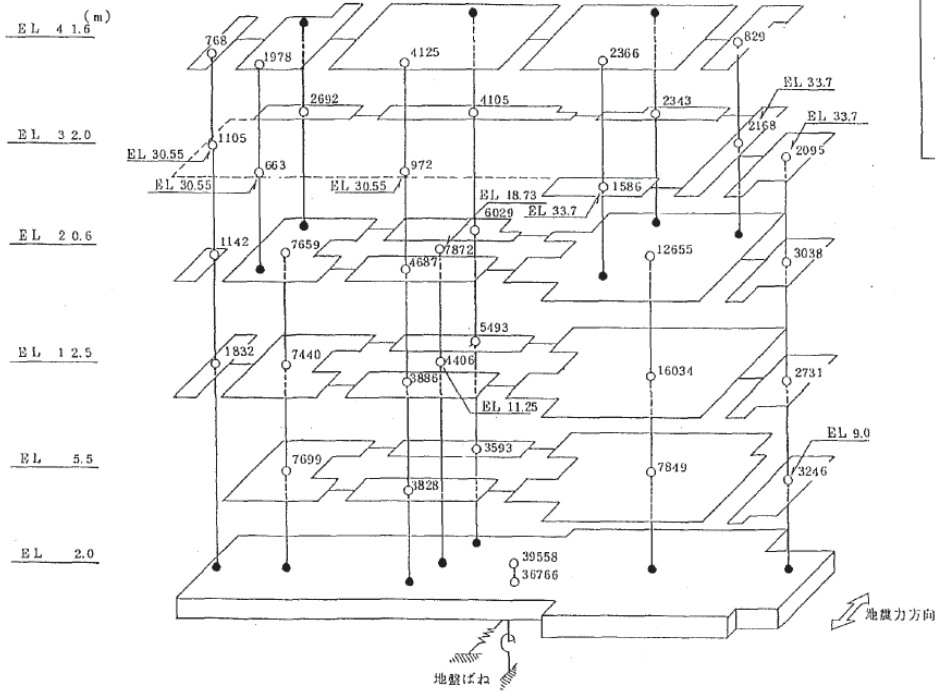 (m)
EL 41.6
768
1978
4125
2366
829
EL 33.7
2692
4105
2343
EL 32.0
1105
2168
EL 33.7
2095
EL 30.55
663
972
EL 30.55
EL 30.55
1586
EL 18.73
EL 33.7
6029
EL 20.6
1142
7659
7872
4687
12655
3038
5493
EL 12.5
1832
7440
4406
3886
16034
2731
EL 11.25
EL 9.0
3593
EL 5.5
7699
3828
7849
3246
EL 2.0
39558
36766
地震力方向
地盤ばね